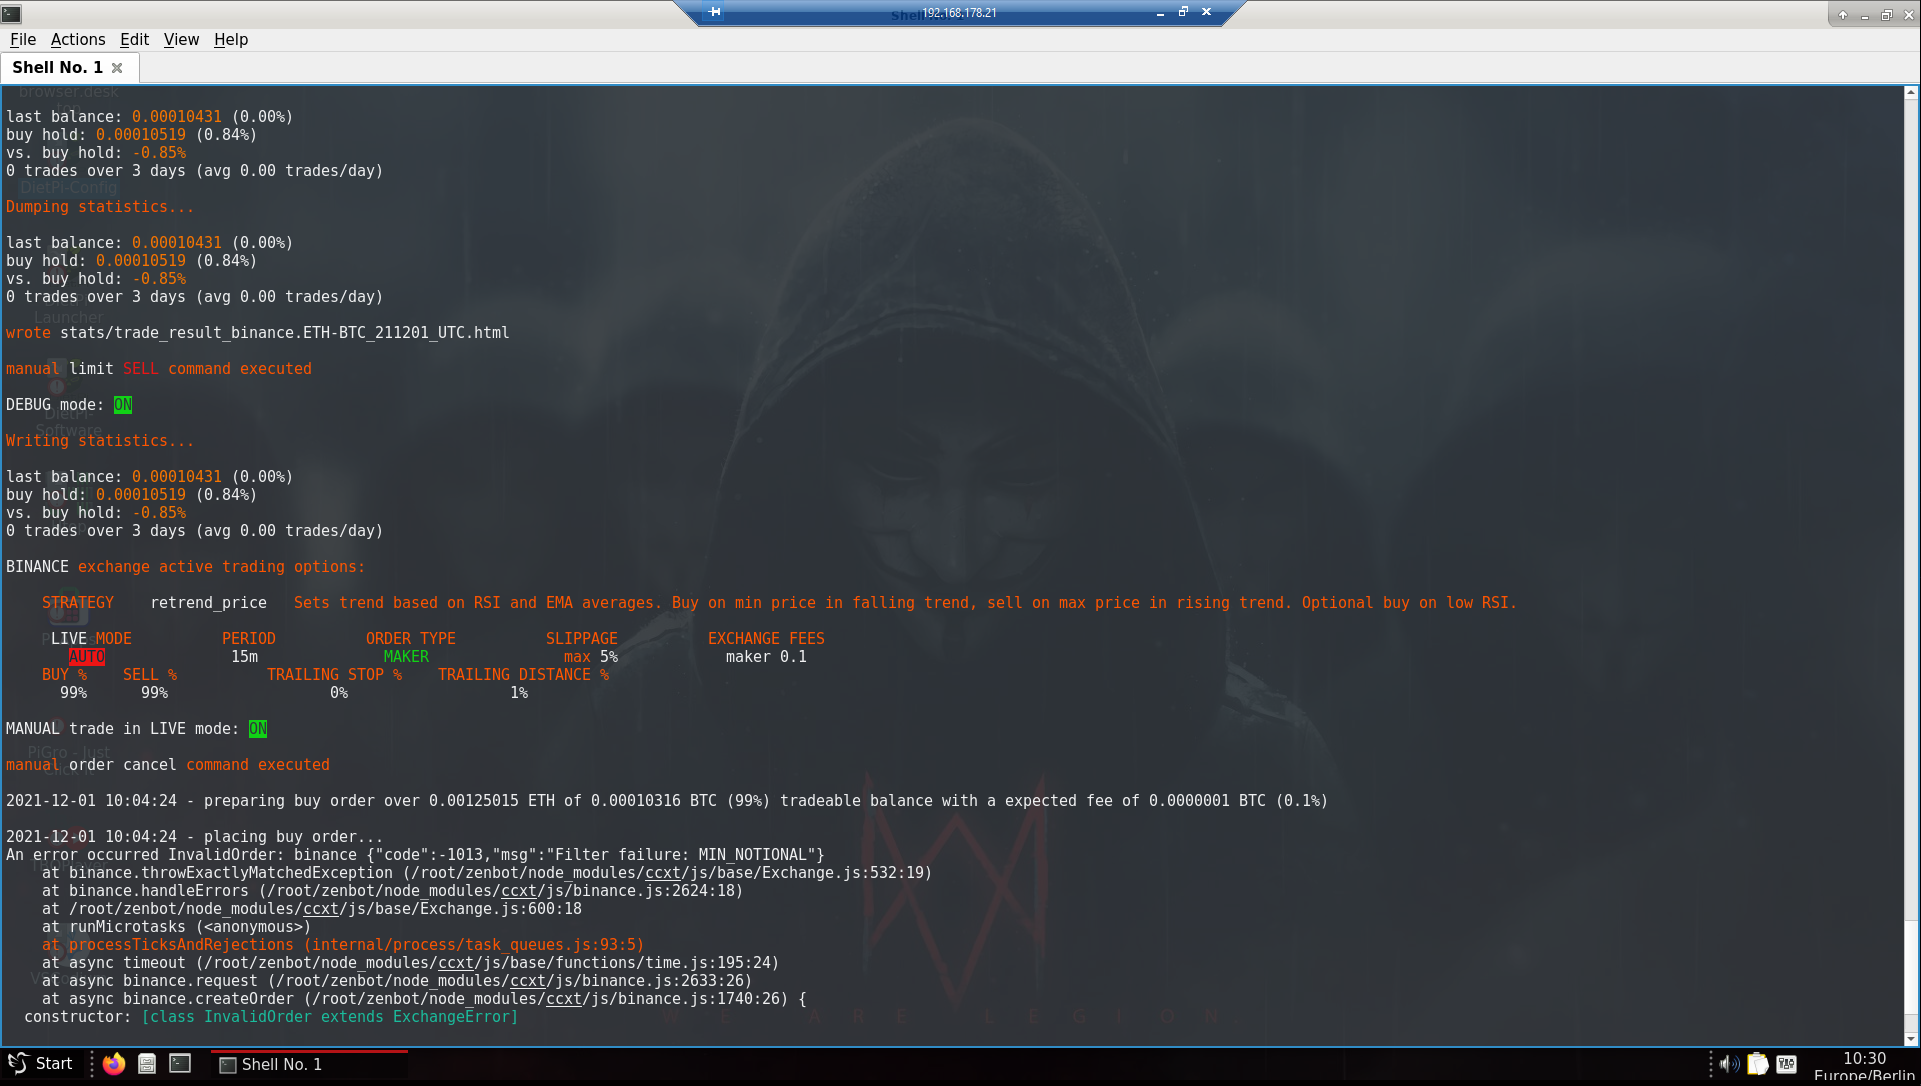 192.168.178.21
Shell No. 1
File Actions Edit View Help
Shell No. 1
browser.desk
top
last balance: 0.00010431 (0.00%)
buy hold: 0.00010519 (0.84%)
vs. buy hold: -0.85%
0 trades over 3 days (avg 0.00 trades/day)
DietPi-Config
Dumping statistics...
last balance: 0.00010431 (0.00%)
buy hold: 0.00010519 (0.84%)
vs. buy hold: -0.85%
0 trades over 3 days (avg 0.00 trades/day)
Launcher
wrote stats/trade_result_binance.ETH-BTC_211201_UTC.html
manual limit SELL command executed
DEBUG mode: ON
DietPi-
Software
Writing statistics...
last balance: 0.00010431 (0.00%)
buy hold: 0.00010519 (0.84%)
vs. buy hold: -0.85%
0 trades over 3 days (avg 0.00 trades/day)
BINANCE exchange active trading options:
STRATEGY retrend_price Sets trend based on RSI and EMA averages. Buy on min price in falling trend, sell on max price in rising trend. Optional buy on low RSI.
LIVE MODE PERIOD ORDER TYPE SLIPPAGE EXCHANGE FEES
AUTO 15m MAKER max 5% maker 0.1
BUY % SELL % TRAILING STOP % TRAILING DISTANCE %
99% 99% 0% 1%
MANUAL trade in LIVE mode: ON
PiGro - Just
Click It
manual order cancel command executed
2021-12-01 10:04:24 - preparing buy order over 0.00125015 ETH of 0.00010316 BTC (99%) tradeable balance with a expected fee of 0.0000001 BTC (0.1%)
2021-12-01 10:04:24 - placing buy order...
An error occurred InvalidOrder: binance {"code":-1013,"msg":"Filter failure: MIN_NOTIONAL"}
at binance.throwExactlyMatchedException (/root/zenbot/node_modules/ccxt/js/base/Exchange.js:532:19)
at binance.handleErrors (/root/zenbot/node_modules/ccxt/js/binance.js:2624:18)
at /root/zenbot/node_modules/ccxt/js/base/Exchange.js:600:18
at runMicrotasks (<anonymous>)
at processTicksAndRejections (internal/process/task_queues.js:93:5)
at async timeout (/root/zenbot/node_modules/ccxt/js/base/functions/time.js:195:24)
at async binance.request (/root/zenbot/node_modules/ccxt/js/binance.js:2633:26)
at async binance.createOrder (/root/zenbot/node_modules/ccxt/js/binance.js:1740:26) {
constructor: [class InvalidOrder extends ExchangeError]
WE ARE LEGION
Start
Shell No. 1
10:30
Europe/Berlin